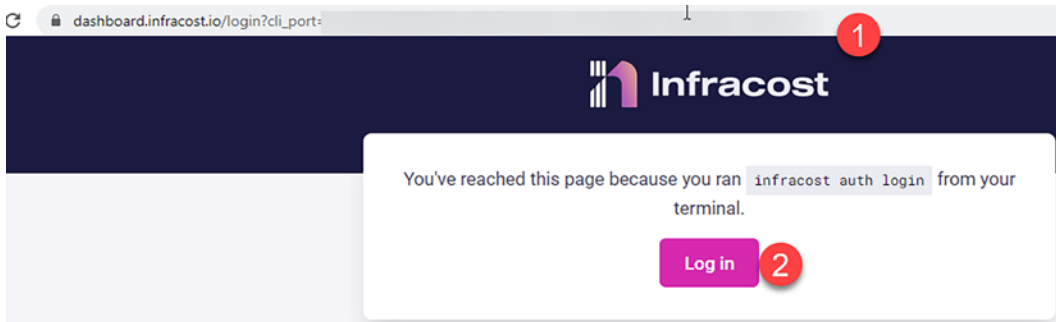 dashboard.infracost.io/login?cli_port=
1
Infracost
You've reached this page because you ran infracost auth login from your
terminal.
Log in
2